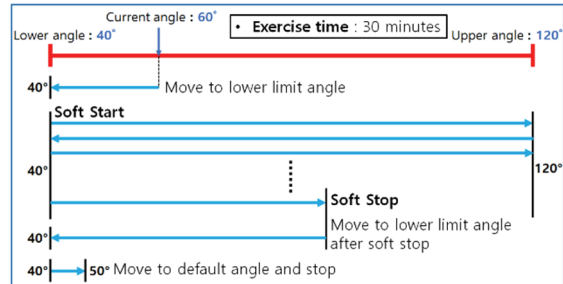 Current angle : 60°
• Exercise time : 30 minutes
Lower angle : 40°
Upper angle : 120°
40°
Move to lower limit angle
Soft Start
40°
120°
Soft Stop
Move to lower limit angle
after soft stop
40°
40°
50° Move to default angle and stop